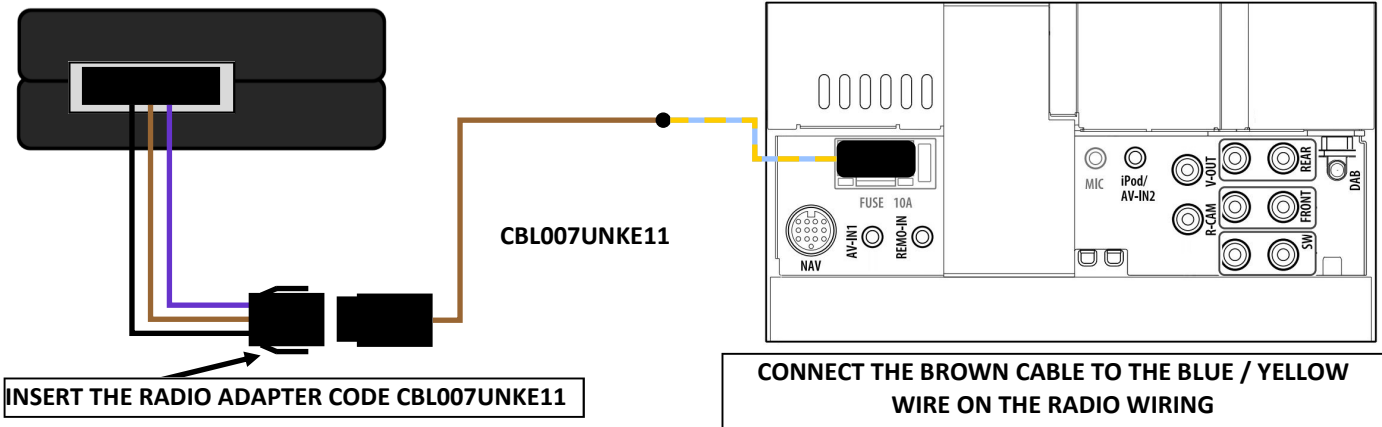 CBL007UNKE11
INSERT THE RADIO ADAPTER CODE CBL007UNKE11
FUSE 10A
NAV
AV-IN1
REMO-IN
MIC
iPod/
AV-IN2
V-OUT
R-CAM
REAR
FRONT
SW
DAB
CONNECT THE BROWN CABLE TO THE BLUE / YELLOW
WIRE ON THE RADIO WIRING